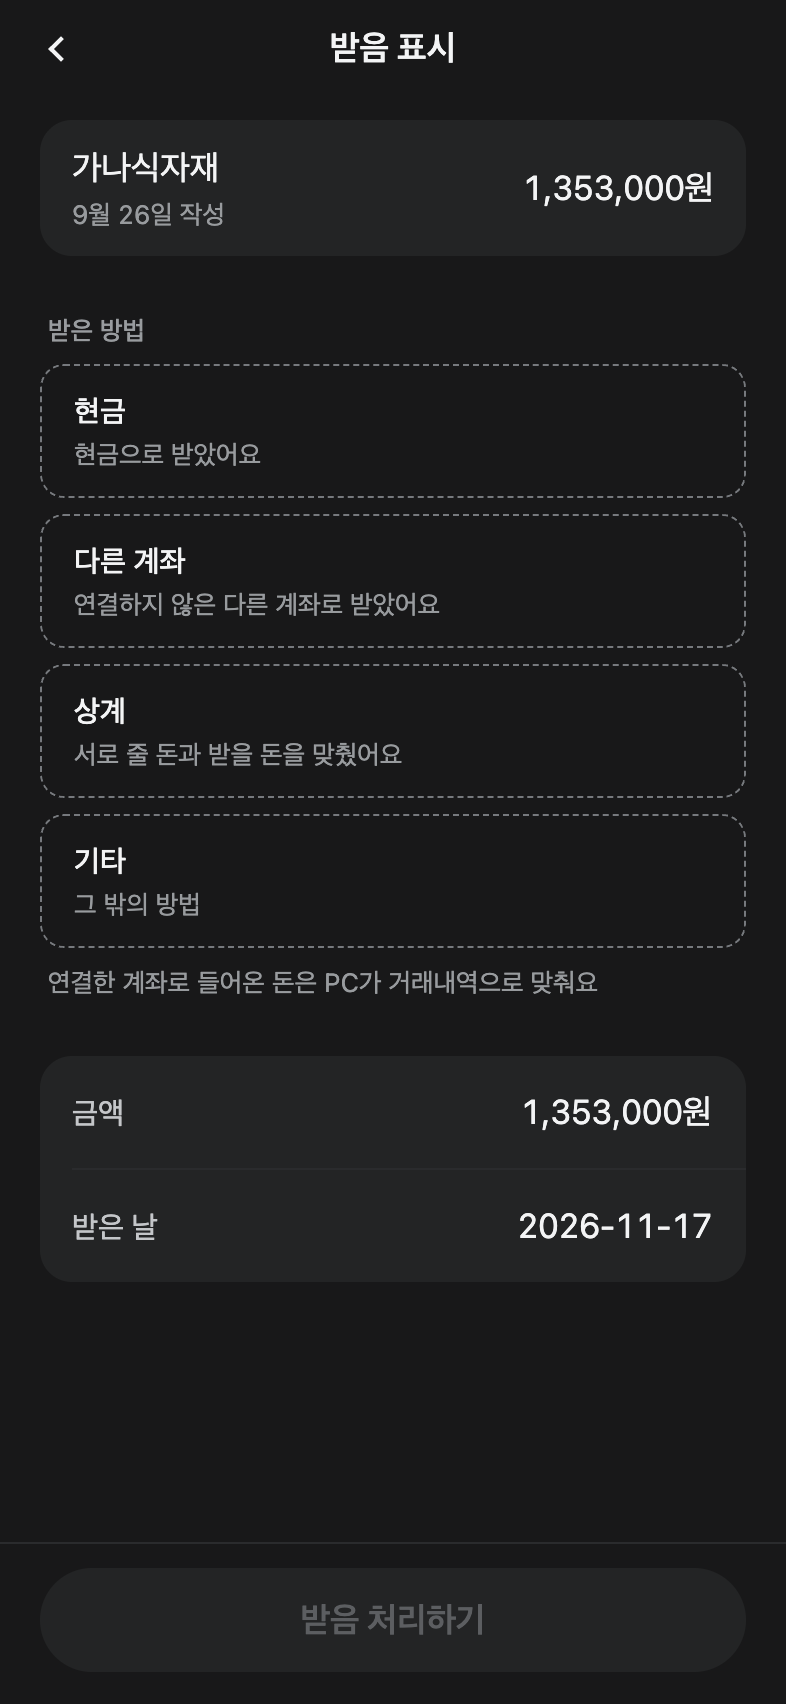 받음 표시
가나식자재
9월 26일 작성
1,353,000원
받은 방법
현금
현금으로 받았어요
다른 계좌
연결하지 않은 다른 계좌로 받았어요
상계
서로 줄 돈과 받을 돈을 맞췄어요
기타
그 밖의 방법
연결한 계좌로 들어온 돈은 PC가 거래내역으로 맞춰요
금액 1,353,000원
받은 날 2026-11-17
받음 처리하기